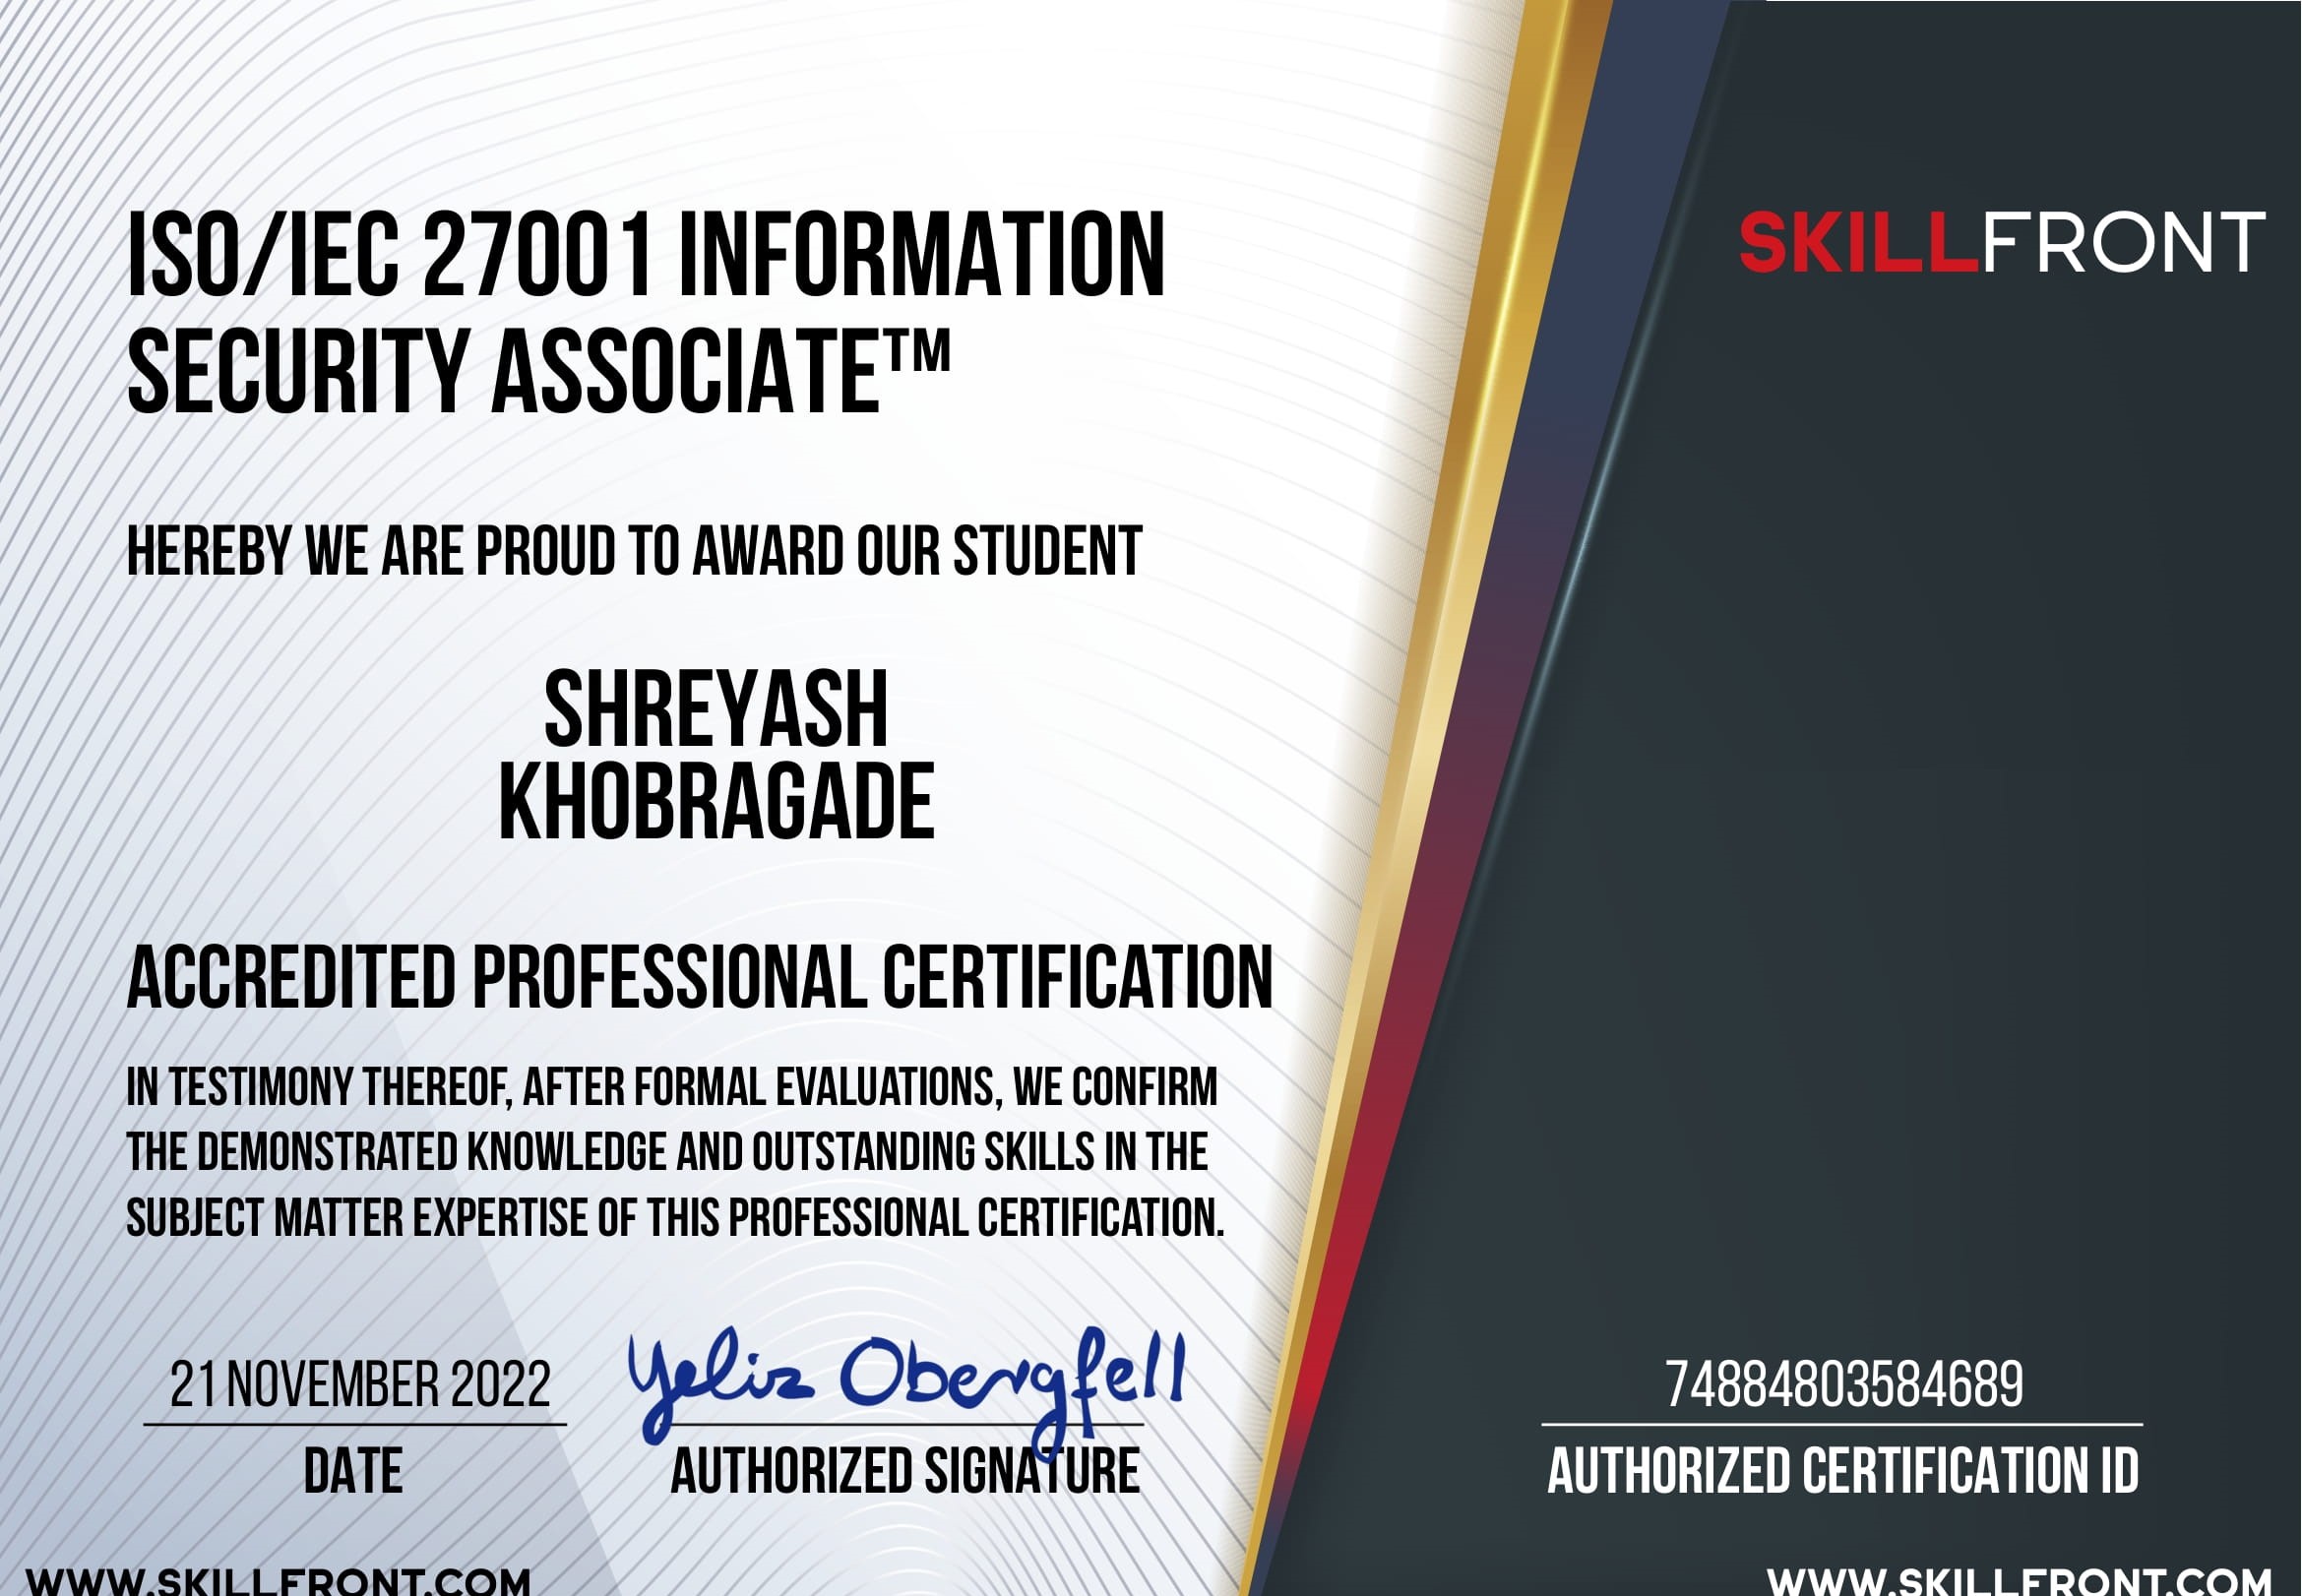 ISO/IEC 27001 INFORMATION
SECURITY ASSOCIATE™
SKILLFRONT
HEREBY WE ARE PROUD TO AWARD OUR STUDENT
SHREYASH
KHOBRAGADE
ACCREDITED PROFESSIONAL CERTIFICATION
IN TESTIMONY THEREOF, AFTER FORMAL EVALUATIONS, WE CONFIRM
THE DEMONSTRATED KNOWLEDGE AND OUTSTANDING SKILLS IN THE
SUBJECT MATTER EXPERTISE OF THIS PROFESSIONAL CERTIFICATION.
21 NOVEMBER 2022
DATE
Yeliz Obergfell
AUTHORIZED SIGNATURE
74884803584689
AUTHORIZED CERTIFICATION ID
WWW.SKILLFRONT.COM
WWW.SKILLFRONT.COM